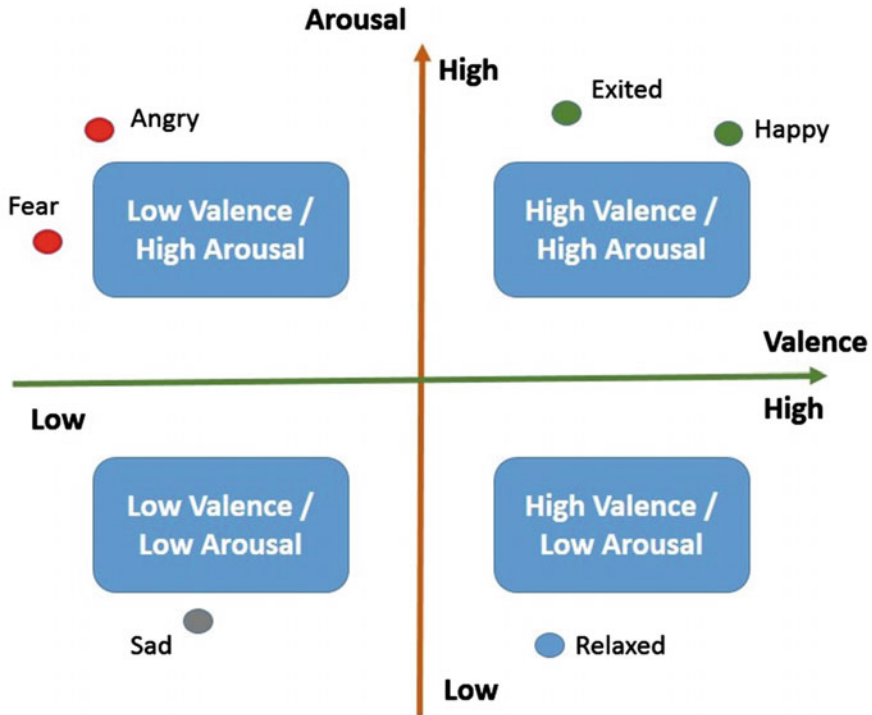 Arousal
High
Exited
Angry
Happy
Fear
Low Valence /
High Arousal
High Valence /
High Arousal
Valence
High
Low
Low Valence /
Low Arousal
High Valence /
Low Arousal
Sad
Relaxed
Low